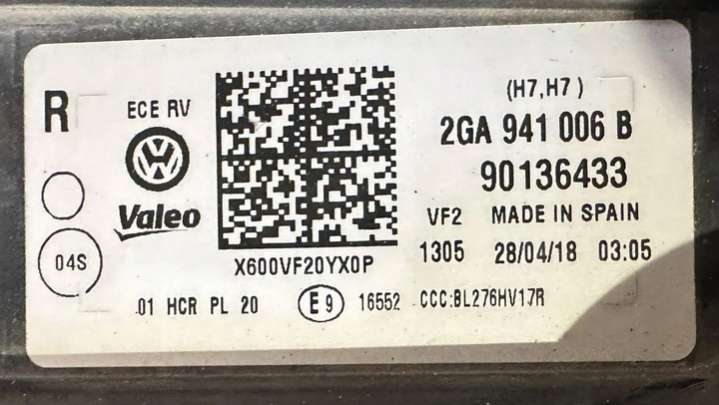 R
ECE RV
VW
Valeo
04S
X600VF20YX0P
(H7,H7 )
2GA 941 006 B
90136433
VF2 MADE IN SPAIN
1305 28/04/18 03:05
01 HCR PL 20 E9 16552 CCC:BL276HV17R